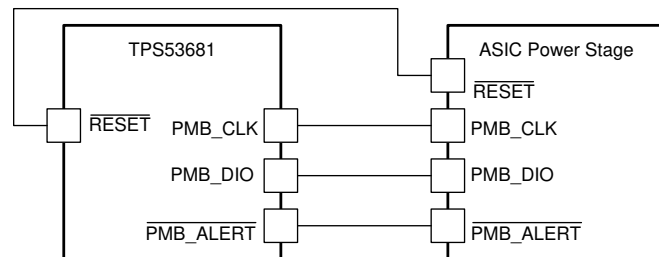 TPS53681
ASIC Power Stage
RESET
RESET
PMB_CLK
PMB_CLK
PMB_DIO
PMB_DIO
PMB_ALERT
PMB_ALERT